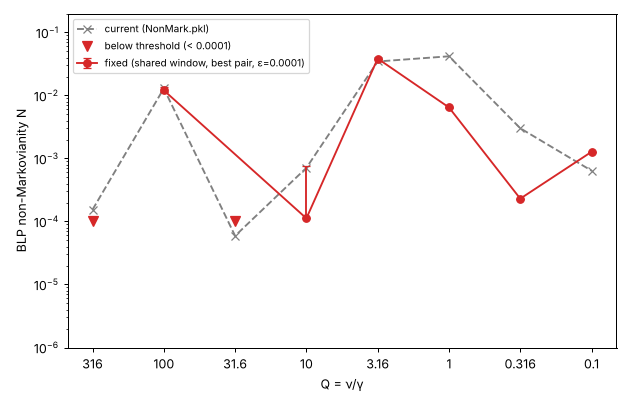 current (NonMark.pkl)
below threshold (< 0.0001)
fixed (shared window, best pair, ε=0.0001)
BLP non-Markovianity N
10⁻¹
10⁻²
10⁻³
10⁻⁴
10⁻⁵
10⁻⁶
316 100 31.6 10 3.16 1 0.316 0.1
Q = ν/γ